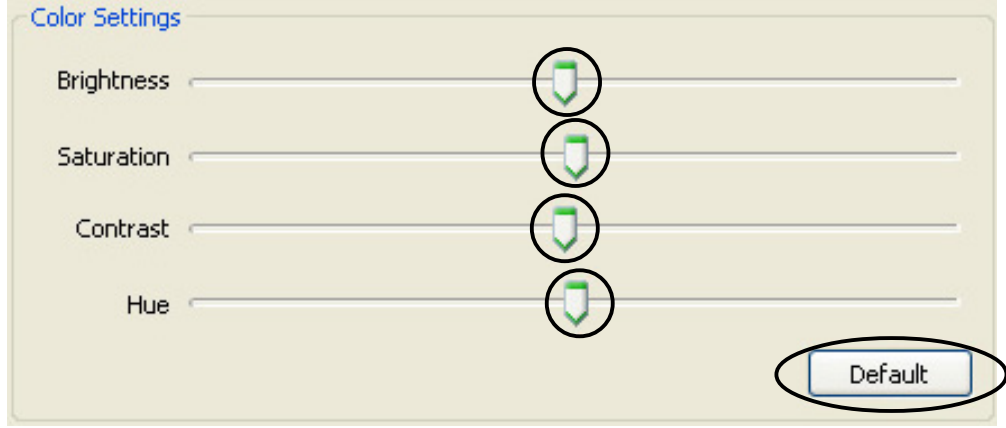 Color Settings
Brightness
Saturation
Contrast
Hue
Default